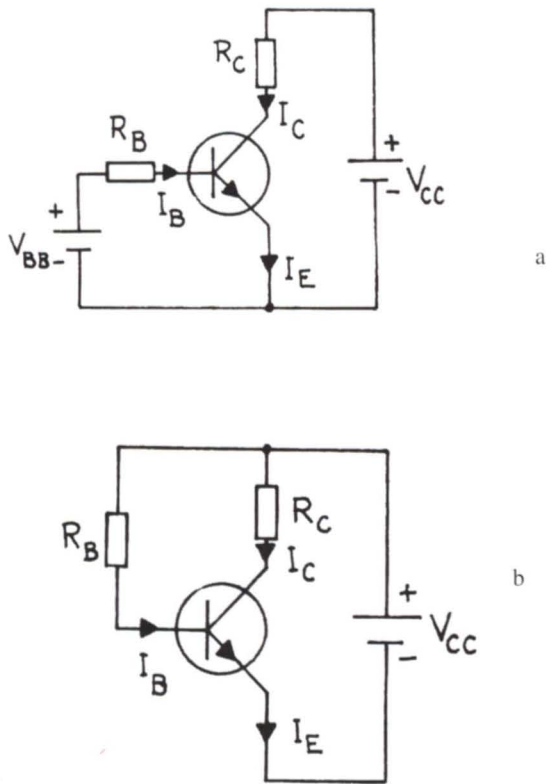 R_C
I_C
R_B
+
V_CC
-
I_B
+
V_BB-
I_E
a
R_B
R_C
I_C
b
+
V_CC
-
I_B
I_E